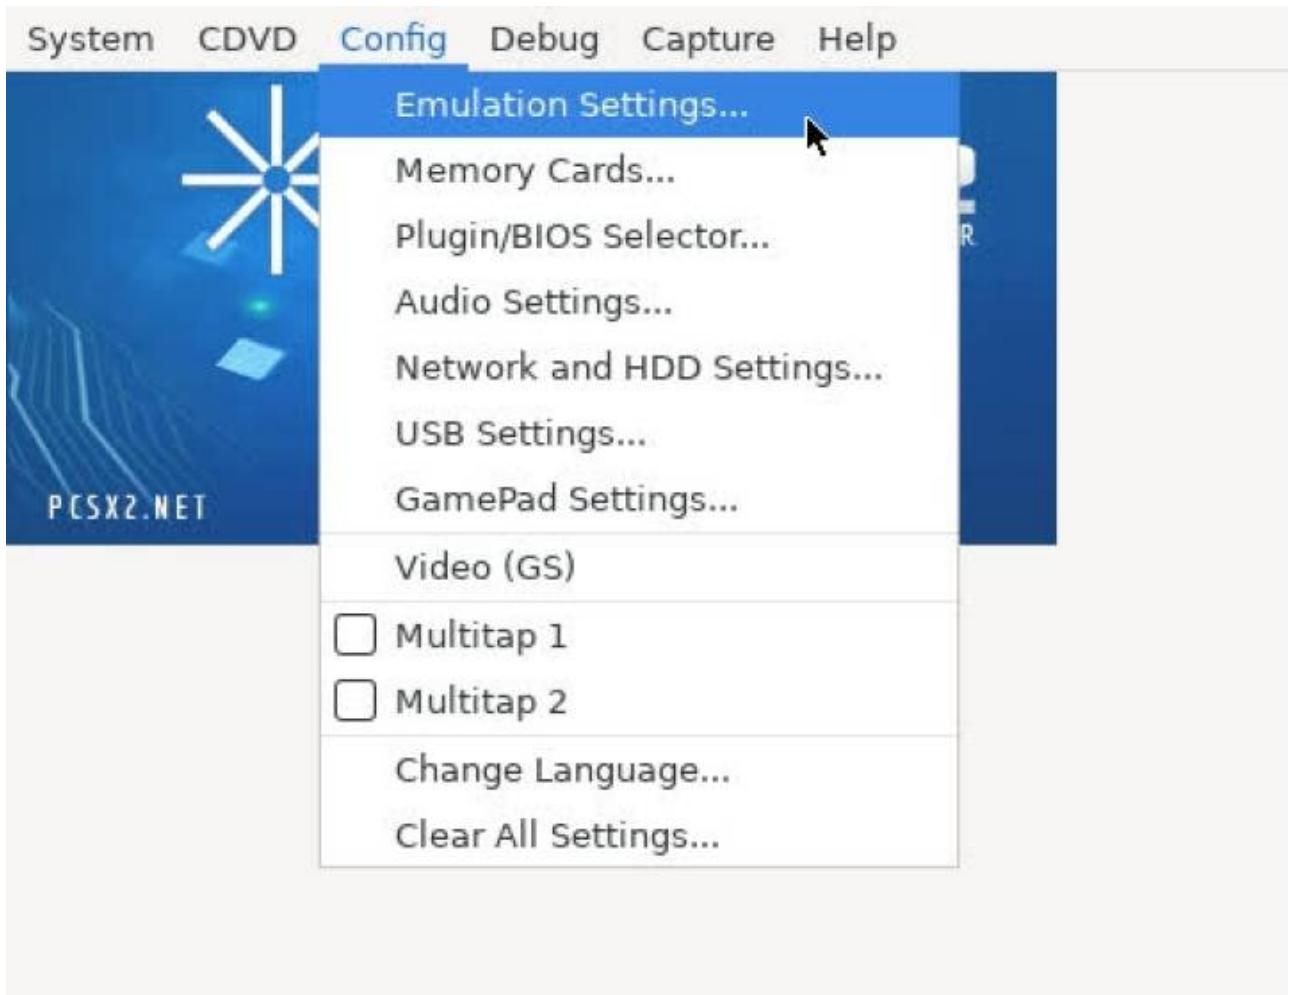 System CDVD Config Debug Capture Help
Emulation Settings...
Memory Cards...
Plugin/BIOS Selector...
Audio Settings...
Network and HDD Settings...
USB Settings...
GamePad Settings...
PCSX2.NET
Video (GS)
Multitap 1
Multitap 2
Change Language...
Clear All Settings...